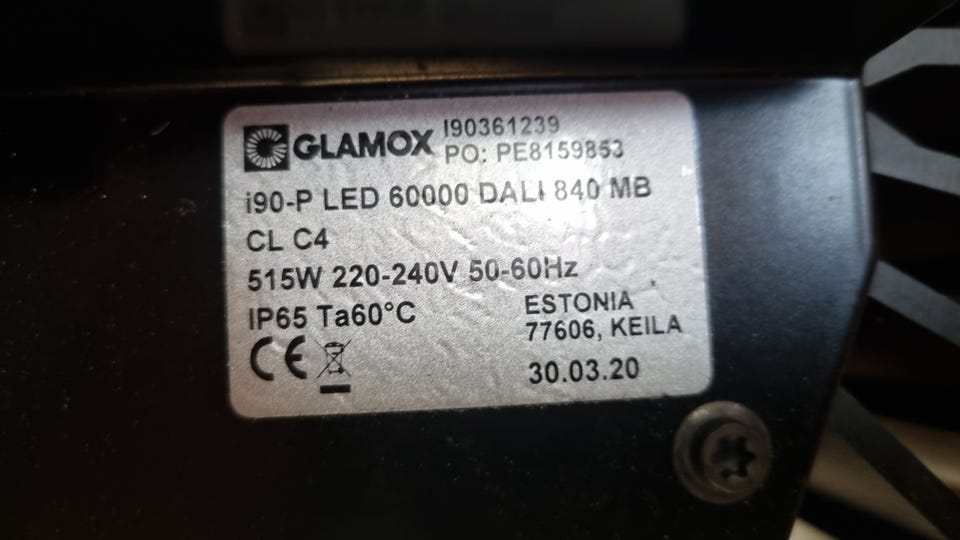 GLAMOX I90361239
PO: PE8159853
i90-P LED 60000 DALI 840 MB
CL C4
515W 220-240V 50-60Hz
IP65 Ta60°C
ESTONIA
77606, KEILA
CE
30.03.20